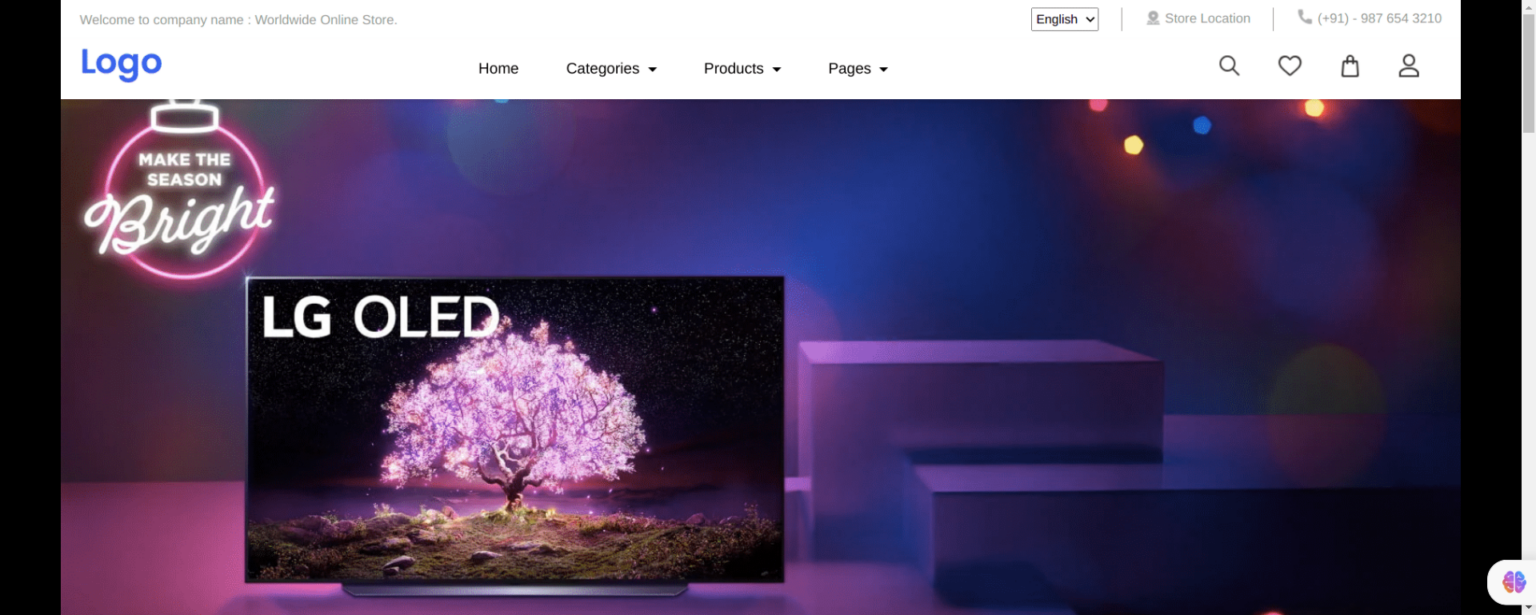 Welcome to company name : Worldwide Online Store.
English
Store Location
(+91) - 987 654 3210
Logo
Home
Categories
Products
Pages
MAKE THE
SEASON
Bright
LG OLED